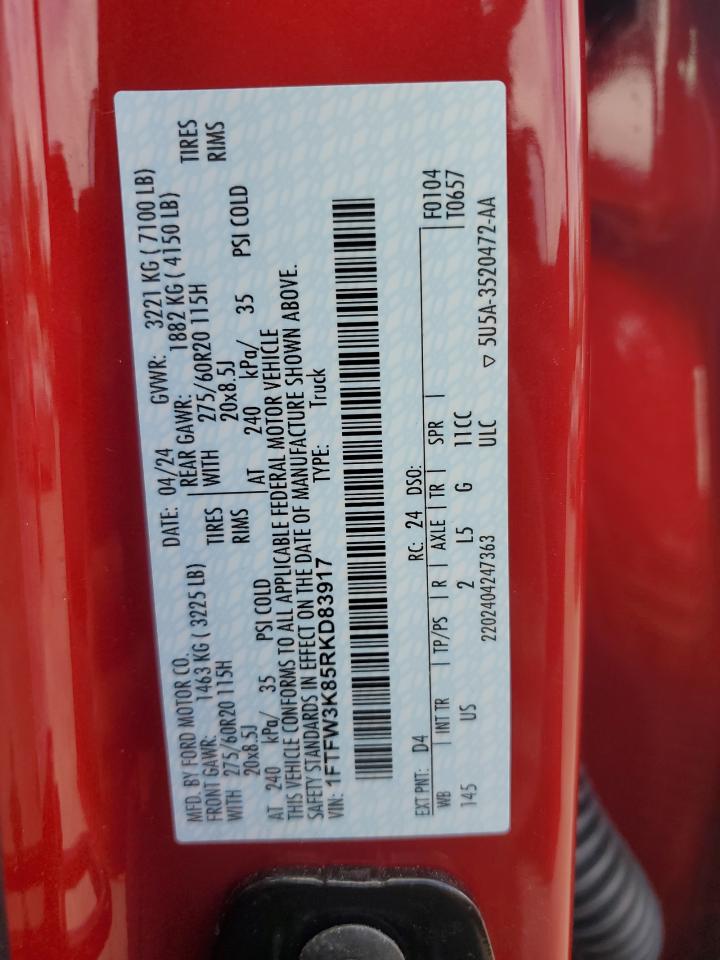 MFD. BY FORD MOTOR CO.
DATE: 04/24 GVWR: 3221 KG ( 7100 LB)
FRONT GAWR: 1463 KG ( 3225 LB) REAR GAWR: 1882 KG ( 4150 LB)
WITH 275/60R20 115H TIRES WITH 275/60R20 115H TIRES
20x8.5J RIMS 20x8.5J RIMS
AT 240 kPa/ 35 PSI COLD AT 240 kPa/ 35 PSI COLD
THIS VEHICLE CONFORMS TO ALL APPLICABLE FEDERAL MOTOR VEHICLE
SAFETY STANDARDS IN EFFECT ON THE DATE OF MANUFACTURE SHOWN ABOVE.
VIN: 1FTFW3K85RKD83917 TYPE: Truck
EXT PNT: D4 RC: 24 DSO: F0104
WB INT TR TP/PS R AXLE TR SPR T0657
145 US 2 L5 G 11CC
2202404247363 ULC ▽ 5U5A-3520472-AA